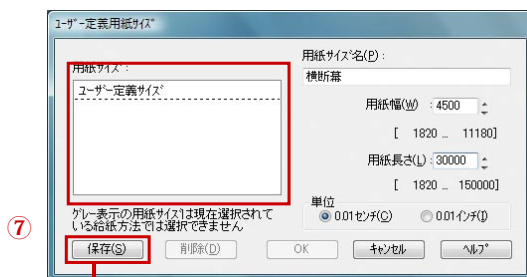 ユーザー定義用紙サイズ
用紙サイズ:
ユーザー定義サイズ
グレー表示の用紙サイズは現在選択されて
いる給紙方法では選択できません
用紙サイズ名(P):
横断幕
用紙幅(W) : 4500
[ 1820 .. 11180]
用紙長さ(L): 30000
[ 1820 .. 150000]
単位
0.01センチ(C) 0.01インチ(I)
⑦
保存(S) 削除(D) OK キャンセル ヘルプ